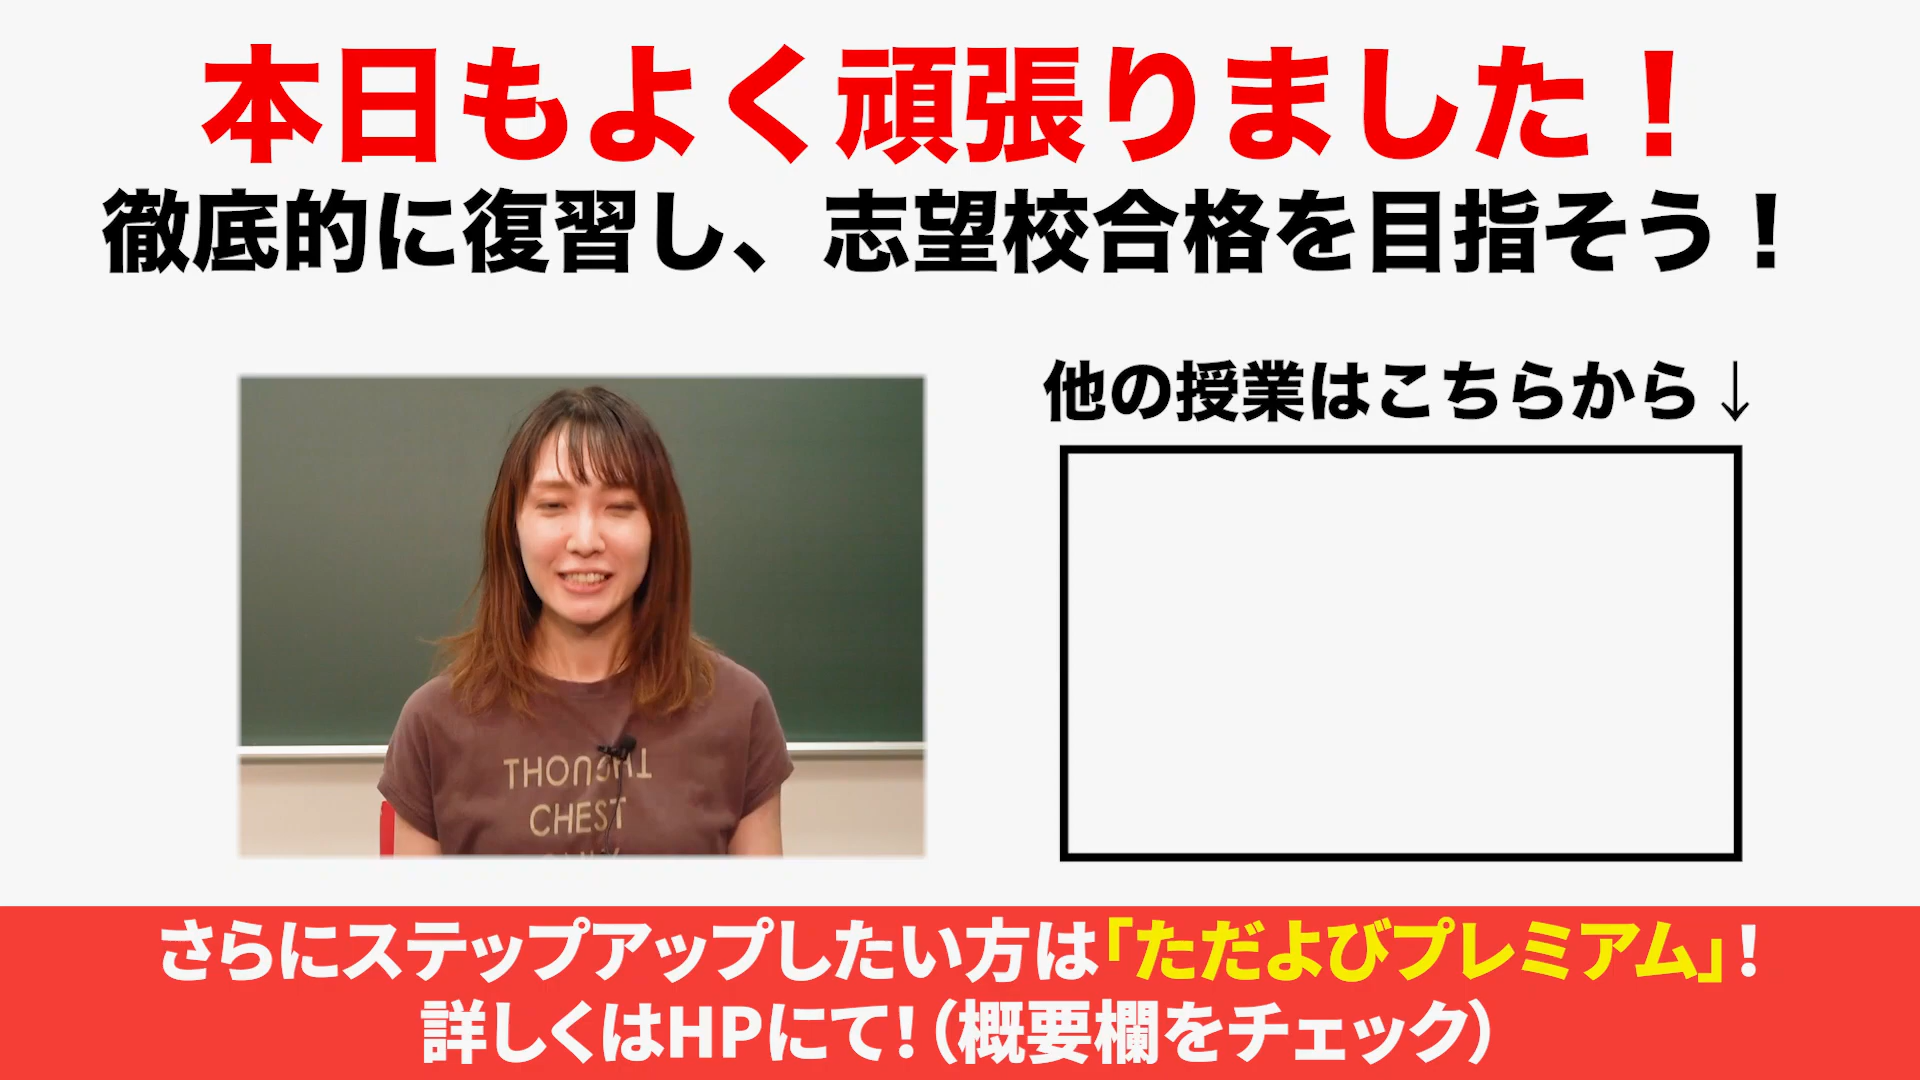 本日もよく頑張りました！
徹底的に復習し、志望校合格を目指そう！
他の授業はこちらから↓
CHEST
さらにステップアップしたい方は「ただよびプレミアム」！
詳しくはHPにて！（概要欄をチェック）